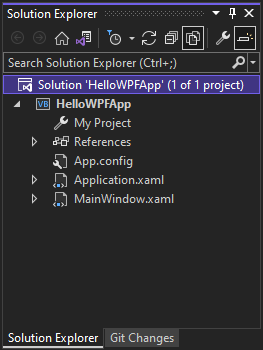 Solution Explorer
Search Solution Explorer (Ctrl+;)
Solution 'HelloWPFApp' (1 of 1 project)
VB HelloWPFApp
My Project
References
App.config
Application.xaml
MainWindow.xaml
Solution Explorer Git Changes